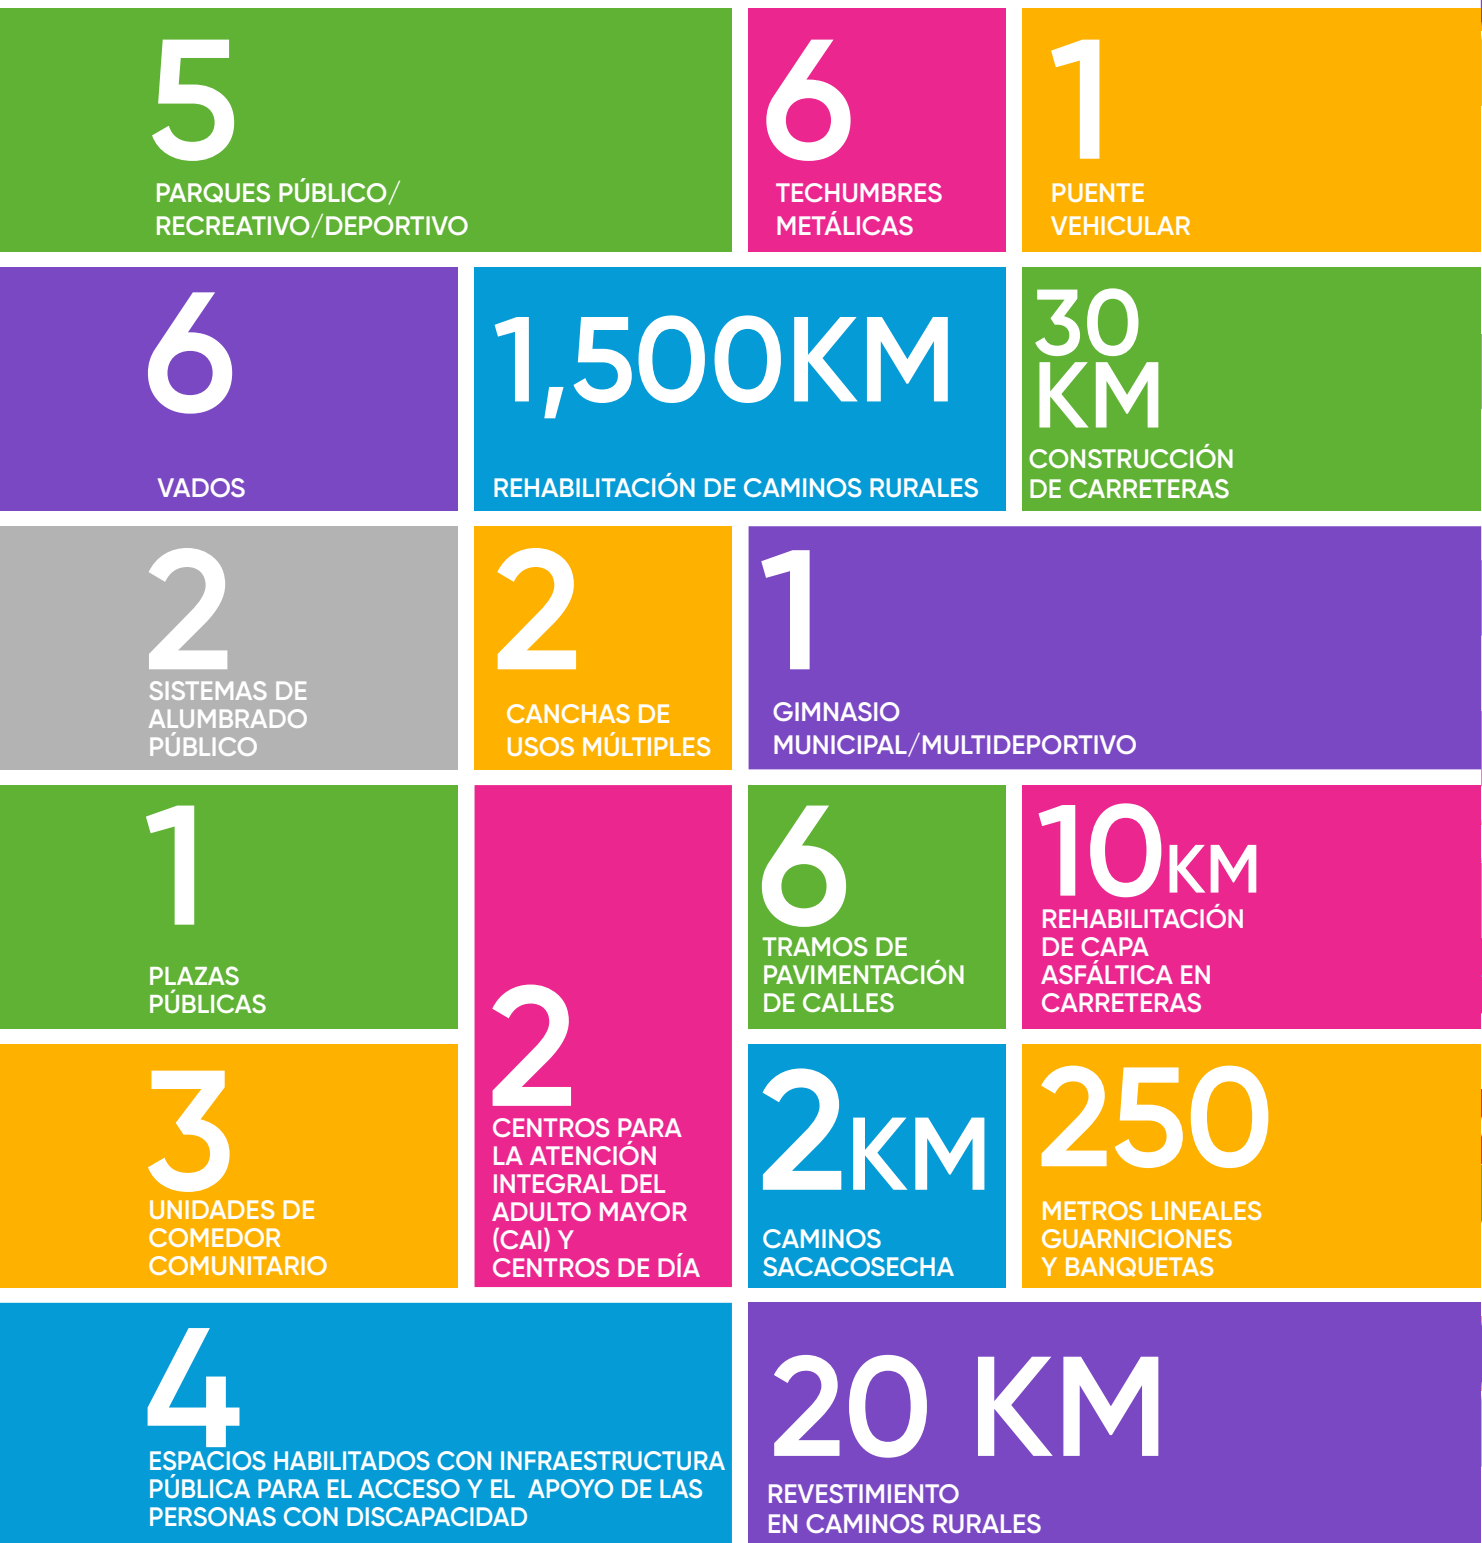 5
PARQUES PÚBLICO/
RECREATIVO/DEPORTIVO
6
TECHUMBRES
METÁLICAS
1
PUENTE
VEHICULAR
6
VADOS
1,500KM
REHABILITACIÓN DE CAMINOS RURALES
30
KM
CONSTRUCCIÓN
DE CARRETERAS
2
SISTEMAS DE
ALUMBRADO
PÚBLICO
2
CANCHAS DE
USOS MÚLTIPLES
1
GIMNASIO
MUNICIPAL/MULTIDEPORTIVO
1
PLAZAS
PÚBLICAS
2
CENTROS PARA
LA ATENCIÓN
INTEGRAL DEL
ADULTO MAYOR
(CAI) Y
CENTROS DE DÍA
6
TRAMOS DE
PAVIMENTACIÓN
DE CALLES
10KM
REHABILITACIÓN
DE CAPA
ASFÁLTICA EN
CARRETERAS
3
UNIDADES DE
COMEDOR
COMUNITARIO
2KM
CAMINOS
SACACOSECHA
250
METROS LINEALES
GUARNICIONES
Y BANQUETAS
4
ESPACIOS HABILITADOS CON INFRAESTRUCTURA
PÚBLICA PARA EL ACCESO Y EL APOYO DE LAS
PERSONAS CON DISCAPACIDAD
20 KM
REVESTIMIENTO
EN CAMINOS RURALES